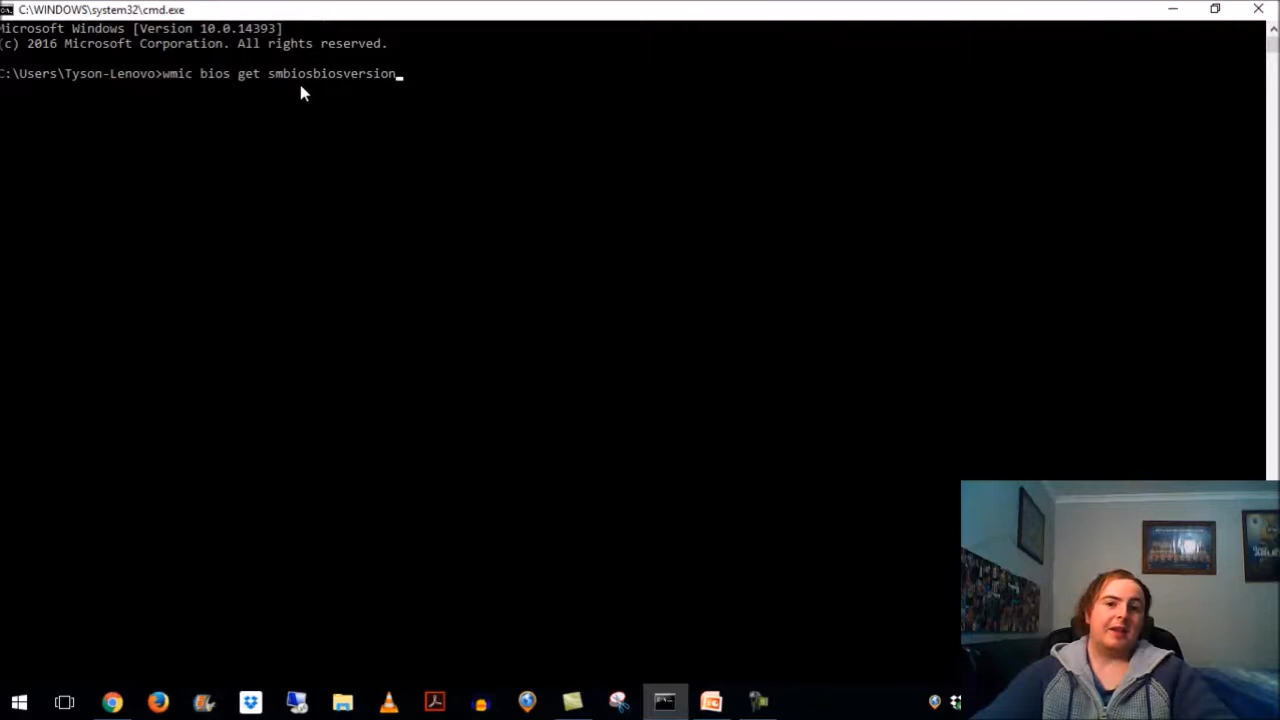 C:\WINDOWS\system32\cmd.exe
Microsoft Windows [Version 10.0.14393]
(c) 2016 Microsoft Corporation. All rights reserved.
C:\Users\Tyson-Lenovo>wmic bios get smbiosbiosversion